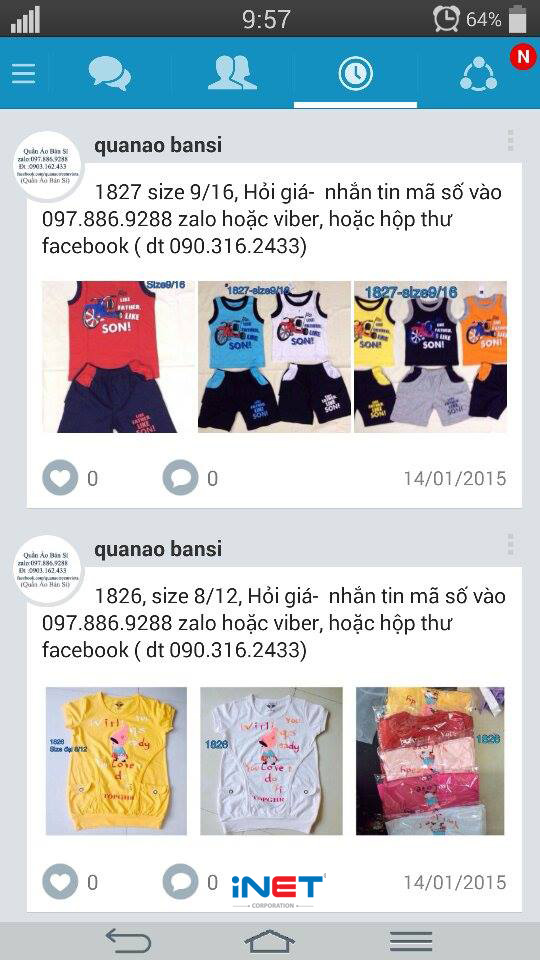 9:57
64%
N
Quần Áo Bán Sỉ
zalo:097.886.9288
Đt :0903.162.433
(Quần Áo Bán Sỉ)
quanao bansi
1827 size 9/16, Hỏi giá- nhắn tin mã số vào
097.886.9288 zalo hoặc viber, hoặc hộp thư
facebook ( dt 090.316.2433)
Size9/16
1827-size9/16
1827-size9/16
LIKE
FATHER,
LIKE
SON!
LIKE
FATHER,
LIKE
SON!
0
0
14/01/2015
Quần Áo Bán Sỉ
zalo:097.886.9288
Đt :0903.162.433
(Quần Áo Bán Sỉ)
quanao bansi
1826, size 8/12, Hỏi giá- nhắn tin mã số vào
097.886.9288 zalo hoặc viber, hoặc hộp thư
facebook ( dt 090.316.2433)
1826
Size đại 8/12
1826
1826
TOPGHR
TOPGHR
0
0
iNET
CORPORATION
14/01/2015